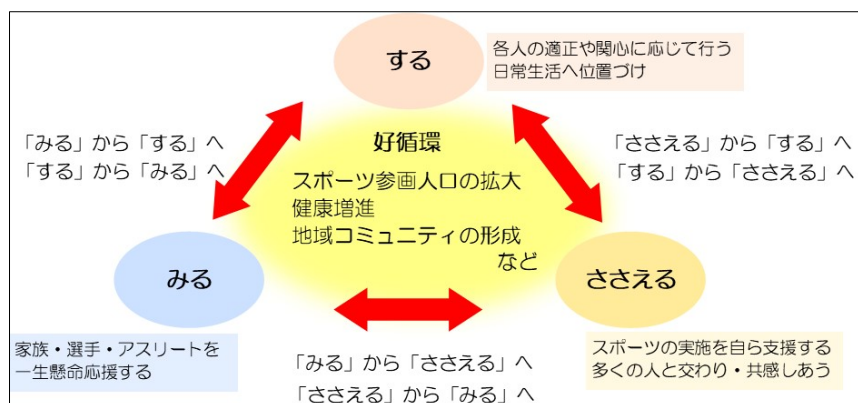 する
各人の適正や関心に応じて行う
日常生活へ位置づけ
「みる」から「する」へ
「する」から「みる」へ
好循環
スポーツ参画人口の拡大
健康増進
地域コミュニティの形成
など
「ささえる」から「する」へ
「する」から「ささえる」へ
みる
ささえる
家族・選手・アスリートを
一生懸命応援する
「みる」から「ささえる」へ
「ささえる」から「みる」へ
スポーツの実施を自ら支援する
多くの人と交わり・共感しあう